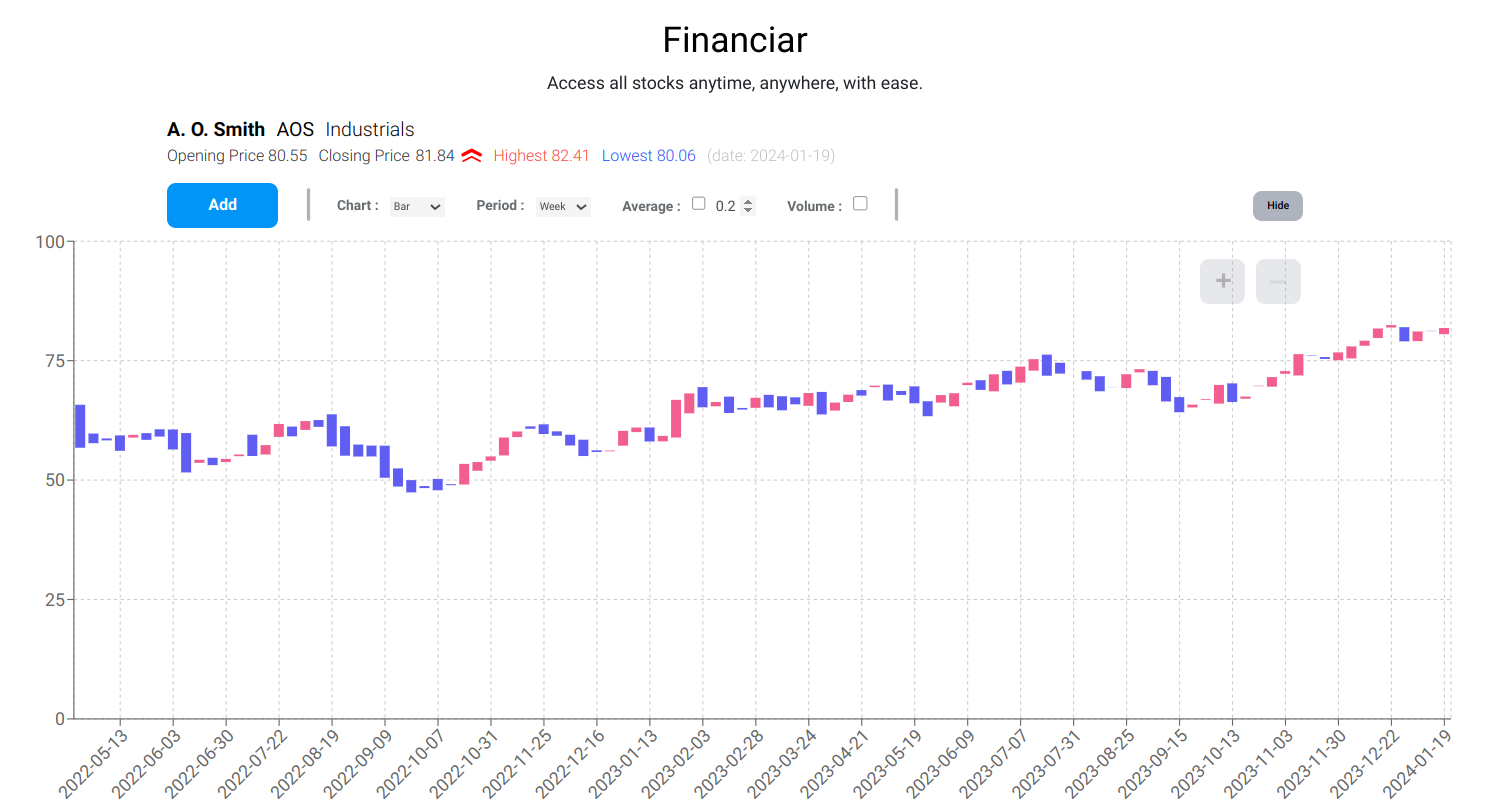 Financiar
Access all stocks anytime, anywhere, with ease.
A. O. Smith AOS Industrials
Opening Price 80.55 Closing Price 81.84 Highest 82.41 Lowest 80.06 (date: 2024-01-19)
Add Chart : Bar Period : Week Average : 0.2 Volume : Hide
+ −
100
75
50
25
0
2022-05-13 2022-06-03 2022-06-30 2022-07-22 2022-08-19 2022-09-09 2022-10-07 2022-10-31 2022-11-25 2022-12-16 2023-01-13 2023-02-03 2023-02-28 2023-03-24 2023-04-21 2023-05-19 2023-06-09 2023-07-07 2023-07-31 2023-08-25 2023-09-15 2023-10-13 2023-11-03 2023-11-30 2023-12-22 2024-01-19